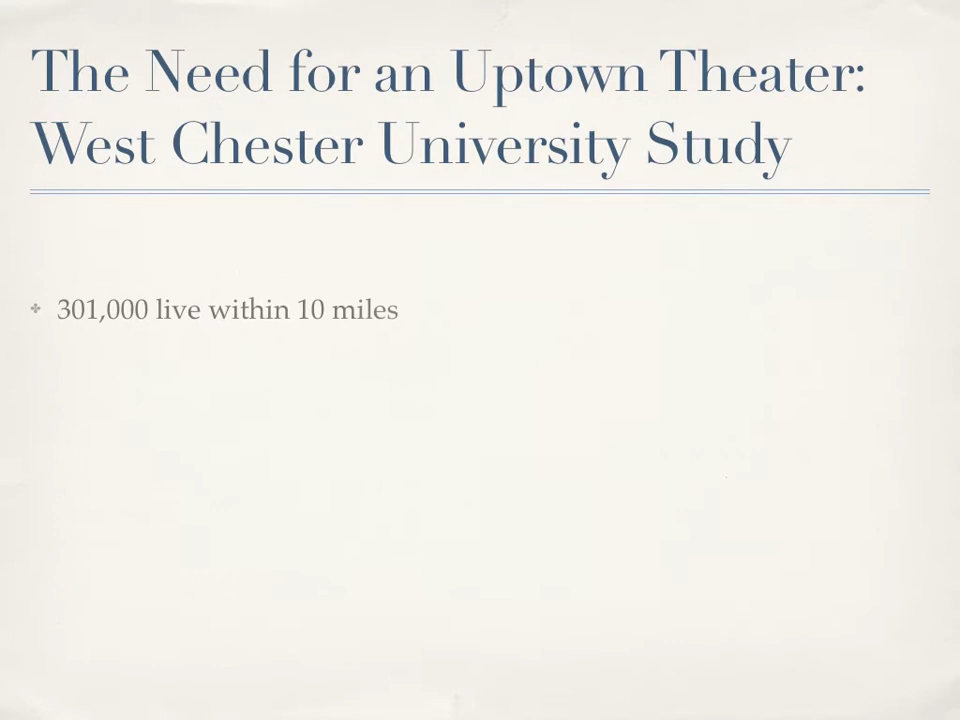 The Need for an Uptown Theater:
West Chester University Study
301,000 live within 10 miles